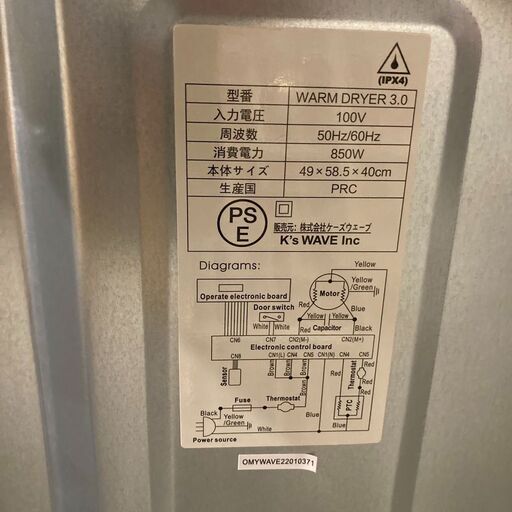 (IPX4)
型番 WARM DRYER 3.0
入力電圧 100V
周波数 50Hz/60Hz
消費電力 850W
本体サイズ 49×58.5×40cm
生産国 PRC
PS
E
販売元: 株式会社ケーズウェーブ
K's WAVE Inc
Diagrams:
Yellow
Operate electronic board
Motor
Yellow
/Green
Door switch
Black
Yellow
Yellow
Blue
White
White
Capacitor
Black
CN6
CN7
CN2(M-)
CN2(M+)
Electronic control board
CN8
CN1(L)
CN4
CN5
CN1(N)
CN4
CN5
Sensor
Brown
Brown
Brown
Red
Red
Thermostat
Fuse
Thermostat
Brown
Blue
Red
Black
Yellow
/Green
PTC
Red
White
Blue
Blue
Power source
OMYWAVE22010371